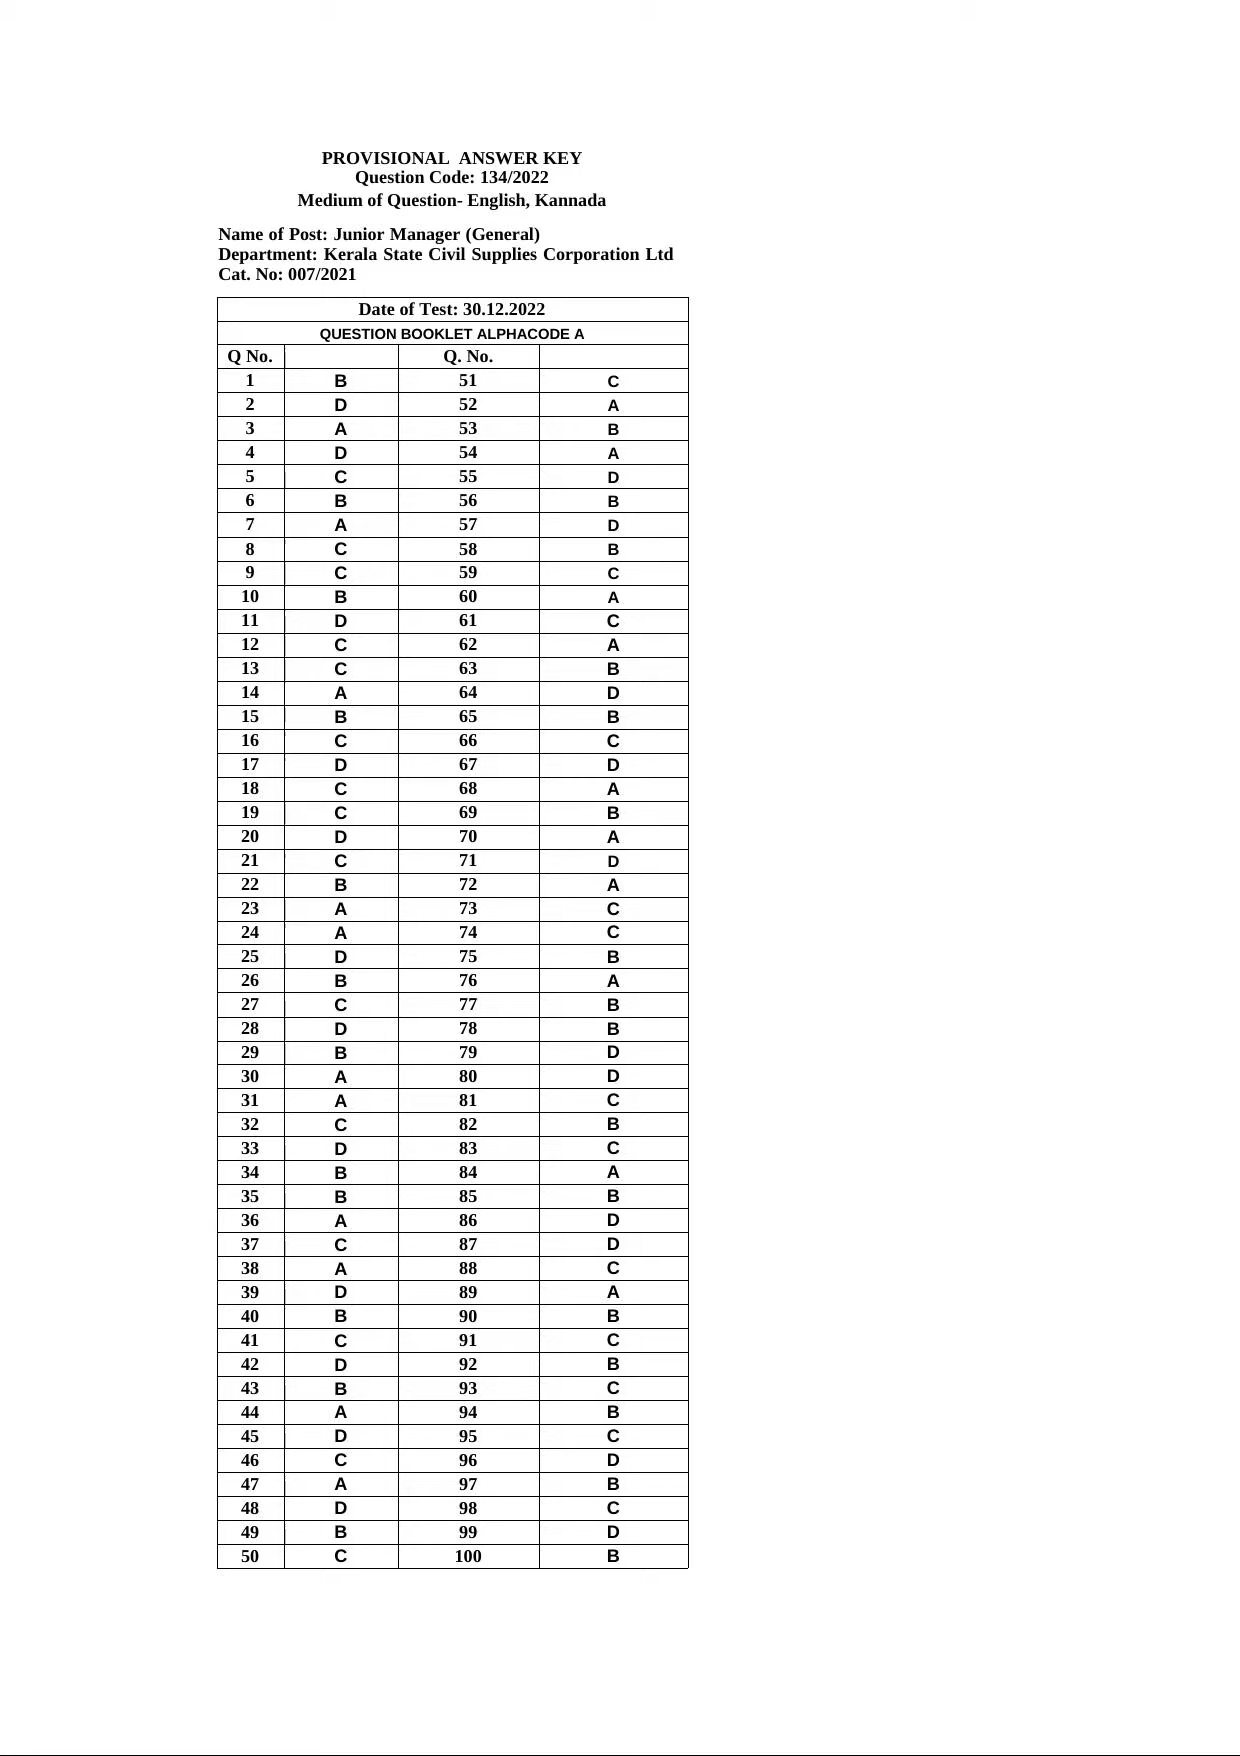 PROVISIONAL ANSWER KEY
Question Code: 134/2022
Medium of Question- English, Kannada
Name of Post: Junior Manager (General)
Department: Kerala State Civil Supplies Corporation Ltd
Cat. No: 007/2021
Date of Test: 30.12.2022
QUESTION BOOKLET ALPHACODE A
Q No. Q. No.
1 B 51 C
2 D 52 A
3 A 53 B
4 D 54 A
5 C 55 D
6 B 56 B
7 A 57 D
8 C 58 B
9 C 59 C
10 B 60 A
11 D 61 C
12 C 62 A
13 C 63 B
14 A 64 D
15 B 65 B
16 C 66 C
17 D 67 D
18 C 68 A
19 C 69 B
20 D 70 A
21 C 71 D
22 B 72 A
23 A 73 C
24 A 74 C
25 D 75 B
26 B 76 A
27 C 77 B
28 D 78 B
29 B 79 D
30 A 80 D
31 A 81 C
32 C 82 B
33 D 83 C
34 B 84 A
35 B 85 B
36 A 86 D
37 C 87 D
38 A 88 C
39 D 89 A
40 B 90 B
41 C 91 C
42 D 92 B
43 B 93 C
44 A 94 B
45 D 95 C
46 C 96 D
47 A 97 B
48 D 98 C
49 B 99 D
50 C 100 B